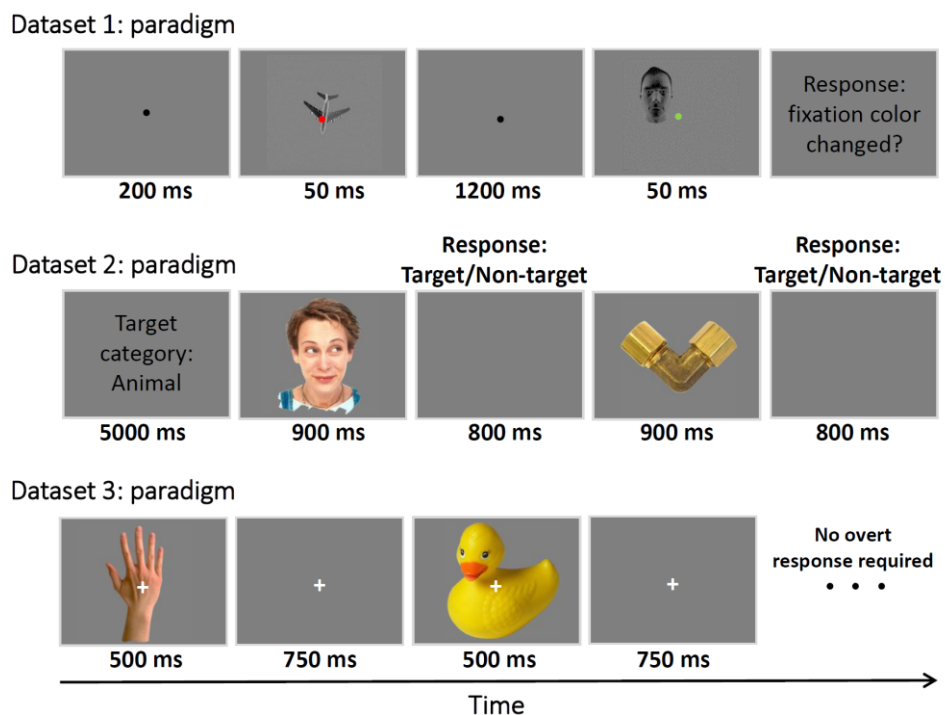 Dataset 1: paradigm
Response:
fixation color
changed?
200 ms
50 ms
1200 ms
50 ms
Response:
Target/Non-target
Response:
Target/Non-target
Dataset 2: paradigm
Target
category:
Animal
5000 ms
900 ms
800 ms
900 ms
800 ms
Dataset 3: paradigm
No overt
response required
• • •
500 ms
750 ms
500 ms
750 ms
Time